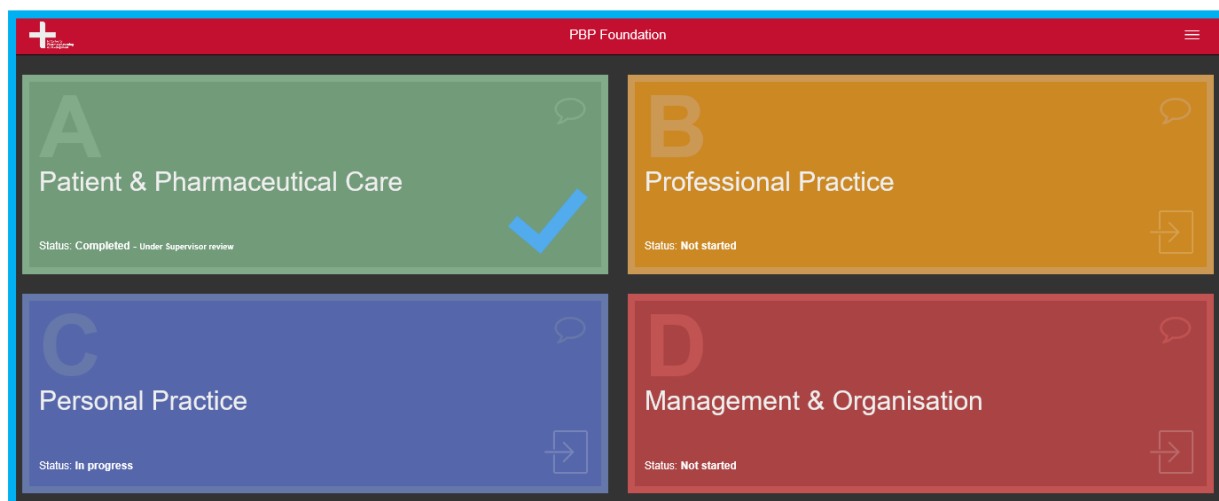 PBP Foundation
A
Patient & Pharmaceutical Care
Status: Completed - Under Supervisor review
B
Professional Practice
Status: Not started
C
Personal Practice
Status: In progress
D
Management & Organisation
Status: Not started